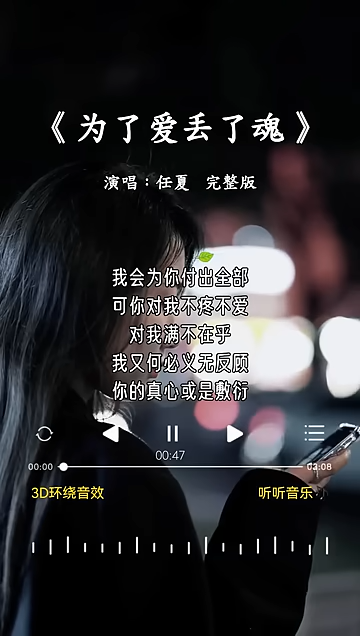 《为了爱丢了魂》
演唱：任夏 完整版
我会为你付出全部
可你对我不疼不爱
对我满不在乎
我又何必义无反顾
你的真心或是敷衍
00:47
00:00
03:08
3D环绕音效
听听音乐